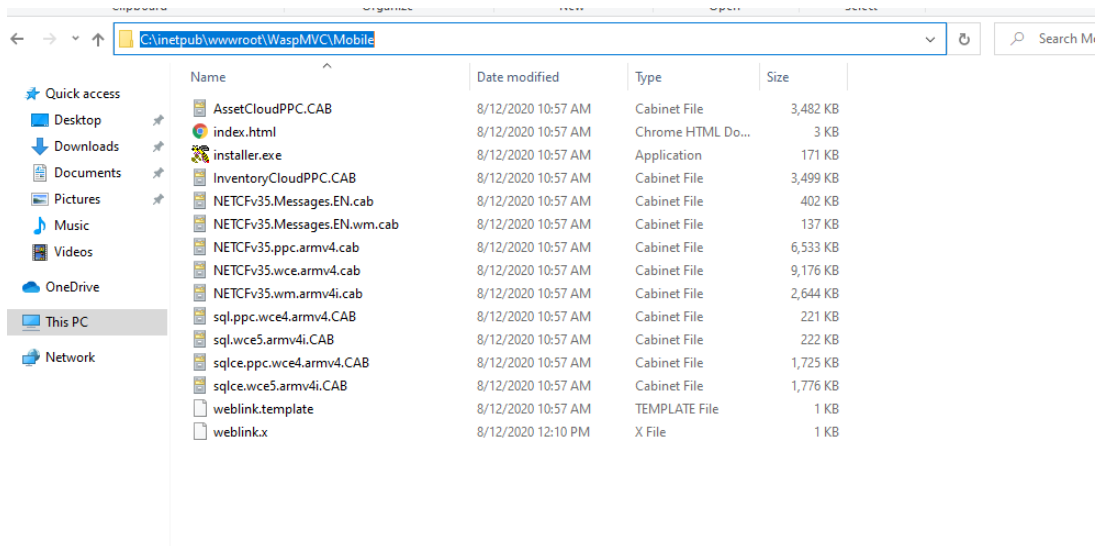 Clipboard Organize New Open Select
C:\inetpub\wwwroot\WaspMVC\Mobile
Search Mo
Name Date modified Type Size
Quick access
Desktop
Downloads
Documents
Pictures
Music
Videos
OneDrive
This PC
Network
AssetCloudPPC.CAB 8/12/2020 10:57 AM Cabinet File 3,482 KB
index.html 8/12/2020 10:57 AM Chrome HTML Do... 3 KB
installer.exe 8/12/2020 10:57 AM Application 171 KB
InventoryCloudPPC.CAB 8/12/2020 10:57 AM Cabinet File 3,499 KB
NETCFv35.Messages.EN.cab 8/12/2020 10:57 AM Cabinet File 402 KB
NETCFv35.Messages.EN.wm.cab 8/12/2020 10:57 AM Cabinet File 137 KB
NETCFv35.ppc.armv4.cab 8/12/2020 10:57 AM Cabinet File 6,533 KB
NETCFv35.wce.armv4.cab 8/12/2020 10:57 AM Cabinet File 9,176 KB
NETCFv35.wm.armv4i.cab 8/12/2020 10:57 AM Cabinet File 2,644 KB
sql.ppc.wce4.armv4.CAB 8/12/2020 10:57 AM Cabinet File 221 KB
sql.wce5.armv4i.CAB 8/12/2020 10:57 AM Cabinet File 222 KB
sqlce.ppc.wce4.armv4.CAB 8/12/2020 10:57 AM Cabinet File 1,725 KB
sqlce.wce5.armv4i.CAB 8/12/2020 10:57 AM Cabinet File 1,776 KB
weblink.template 8/12/2020 10:57 AM TEMPLATE File 1 KB
weblink.x 8/12/2020 12:10 PM X File 1 KB